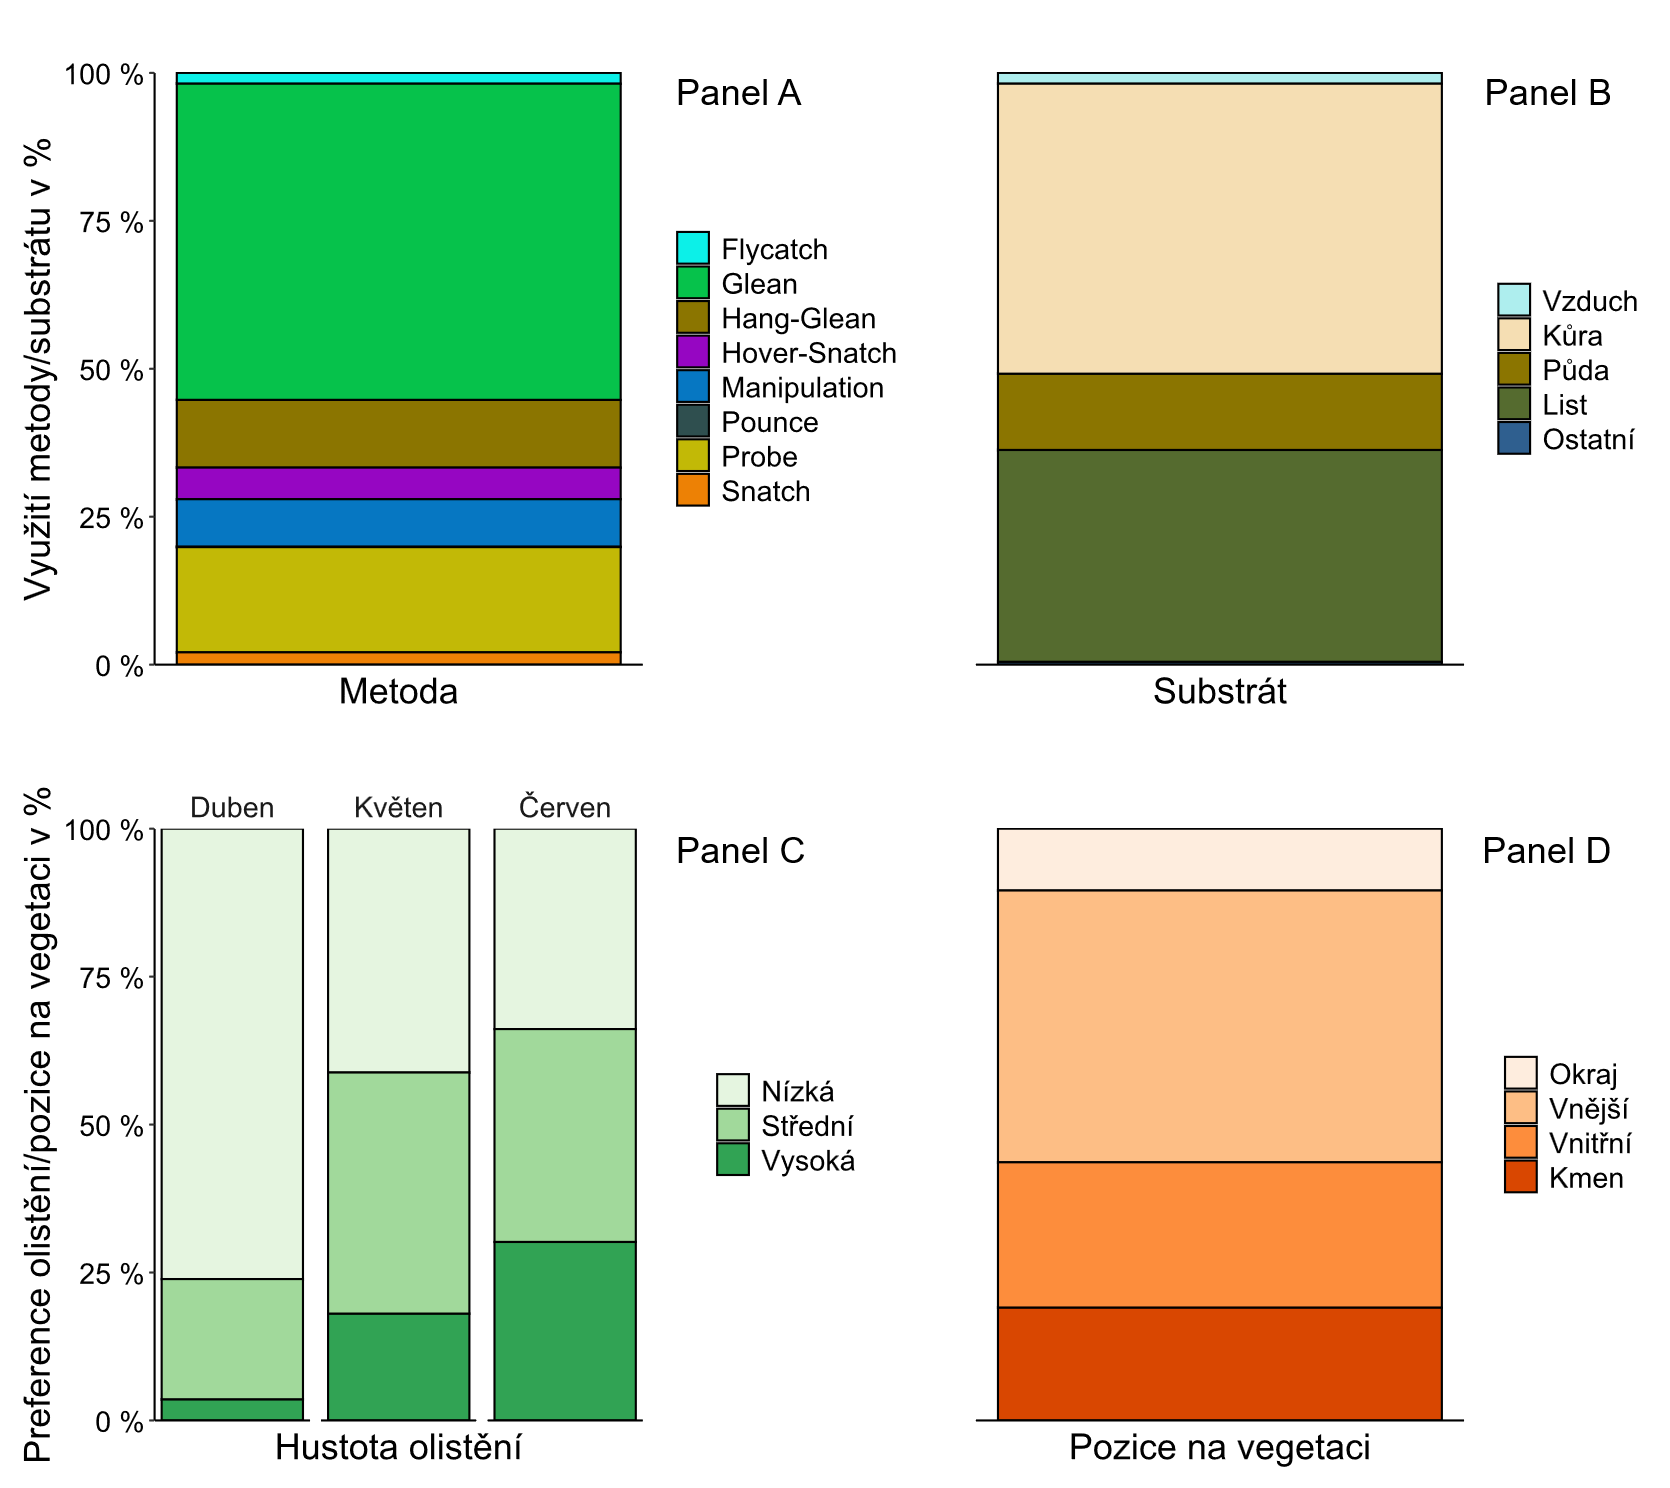 Panel A
Využití metody/substrátu v %
100 %
75 %
50 %
25 %
0 %
Metoda
Flycatch
Glean
Hang-Glean
Hover-Snatch
Manipulation
Pounce
Probe
Snatch
Panel B
Vzduch
Kůra
Půda
List
Ostatní
Substrát
Preference olistění/pozice na vegetaci v %
100 %
75 %
50 %
25 %
0 %
Duben
Květen
Červen
Panel C
Nízká
Střední
Vysoká
Hustota olistění
Panel D
Okraj
Vnější
Vnitřní
Kmen
Pozice na vegetaci